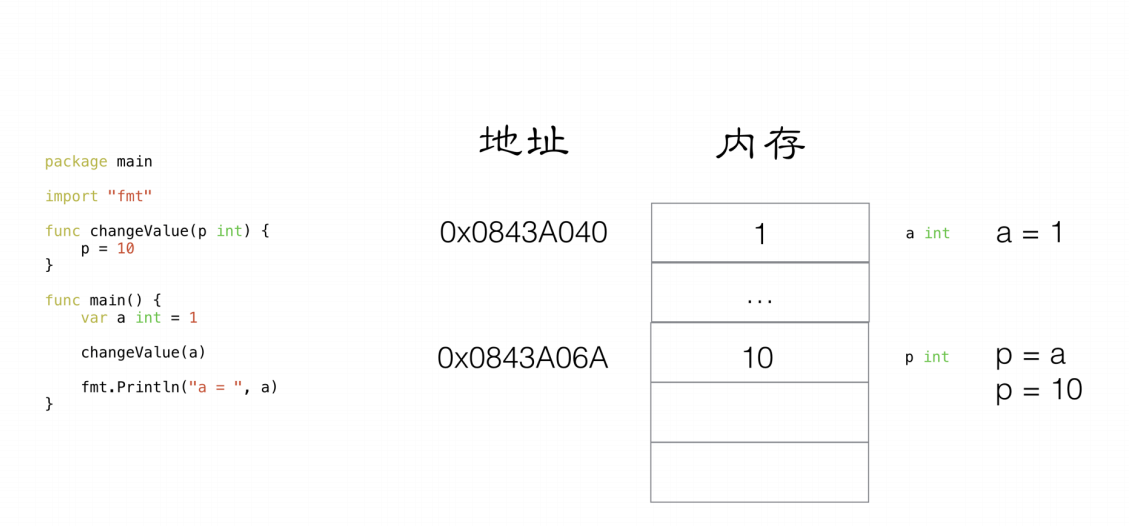 package main
import "fmt"
func changeValue(p int) {
    p = 10
}
func main() {
    var a int = 1
    changeValue(a)
    fmt.Println("a = ", a)
}
地址 内存
0x0843A040 1 a int a = 1
...
0x0843A06A 10 p int p = a
p = 10